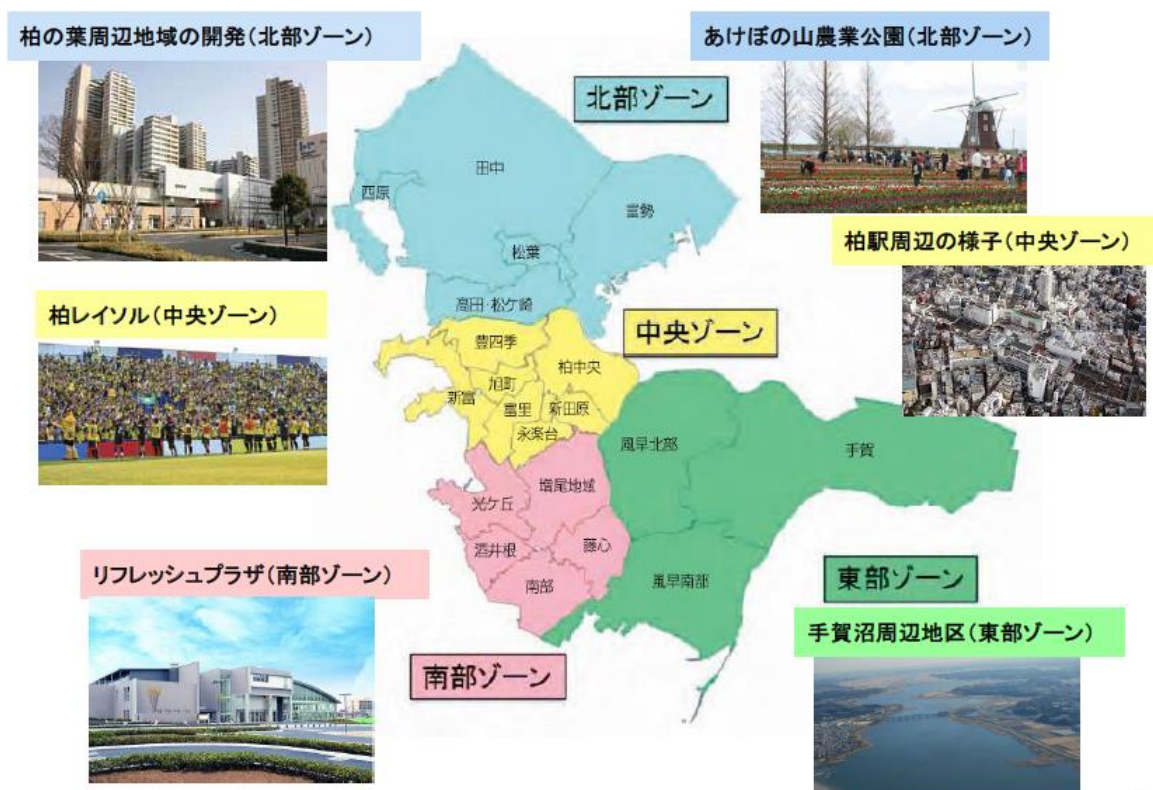 柏の葉周辺地域の開発(北部ゾーン)
あけぼの山農業公園(北部ゾーン)
北部ゾーン
田中
西原
富勢
松葉
高田・松ケ崎
柏駅周辺の様子(中央ゾーン)
柏レイソル(中央ゾーン)
中央ゾーン
豊四季
柏中央
旭町
新富
富里
新田原
永楽台
風早北部
手賀
増尾地域
光ケ丘
酒井根
藤心
南部
風早南部
リフレッシュプラザ(南部ゾーン)
東部ゾーン
手賀沼周辺地区(東部ゾーン)
南部ゾーン